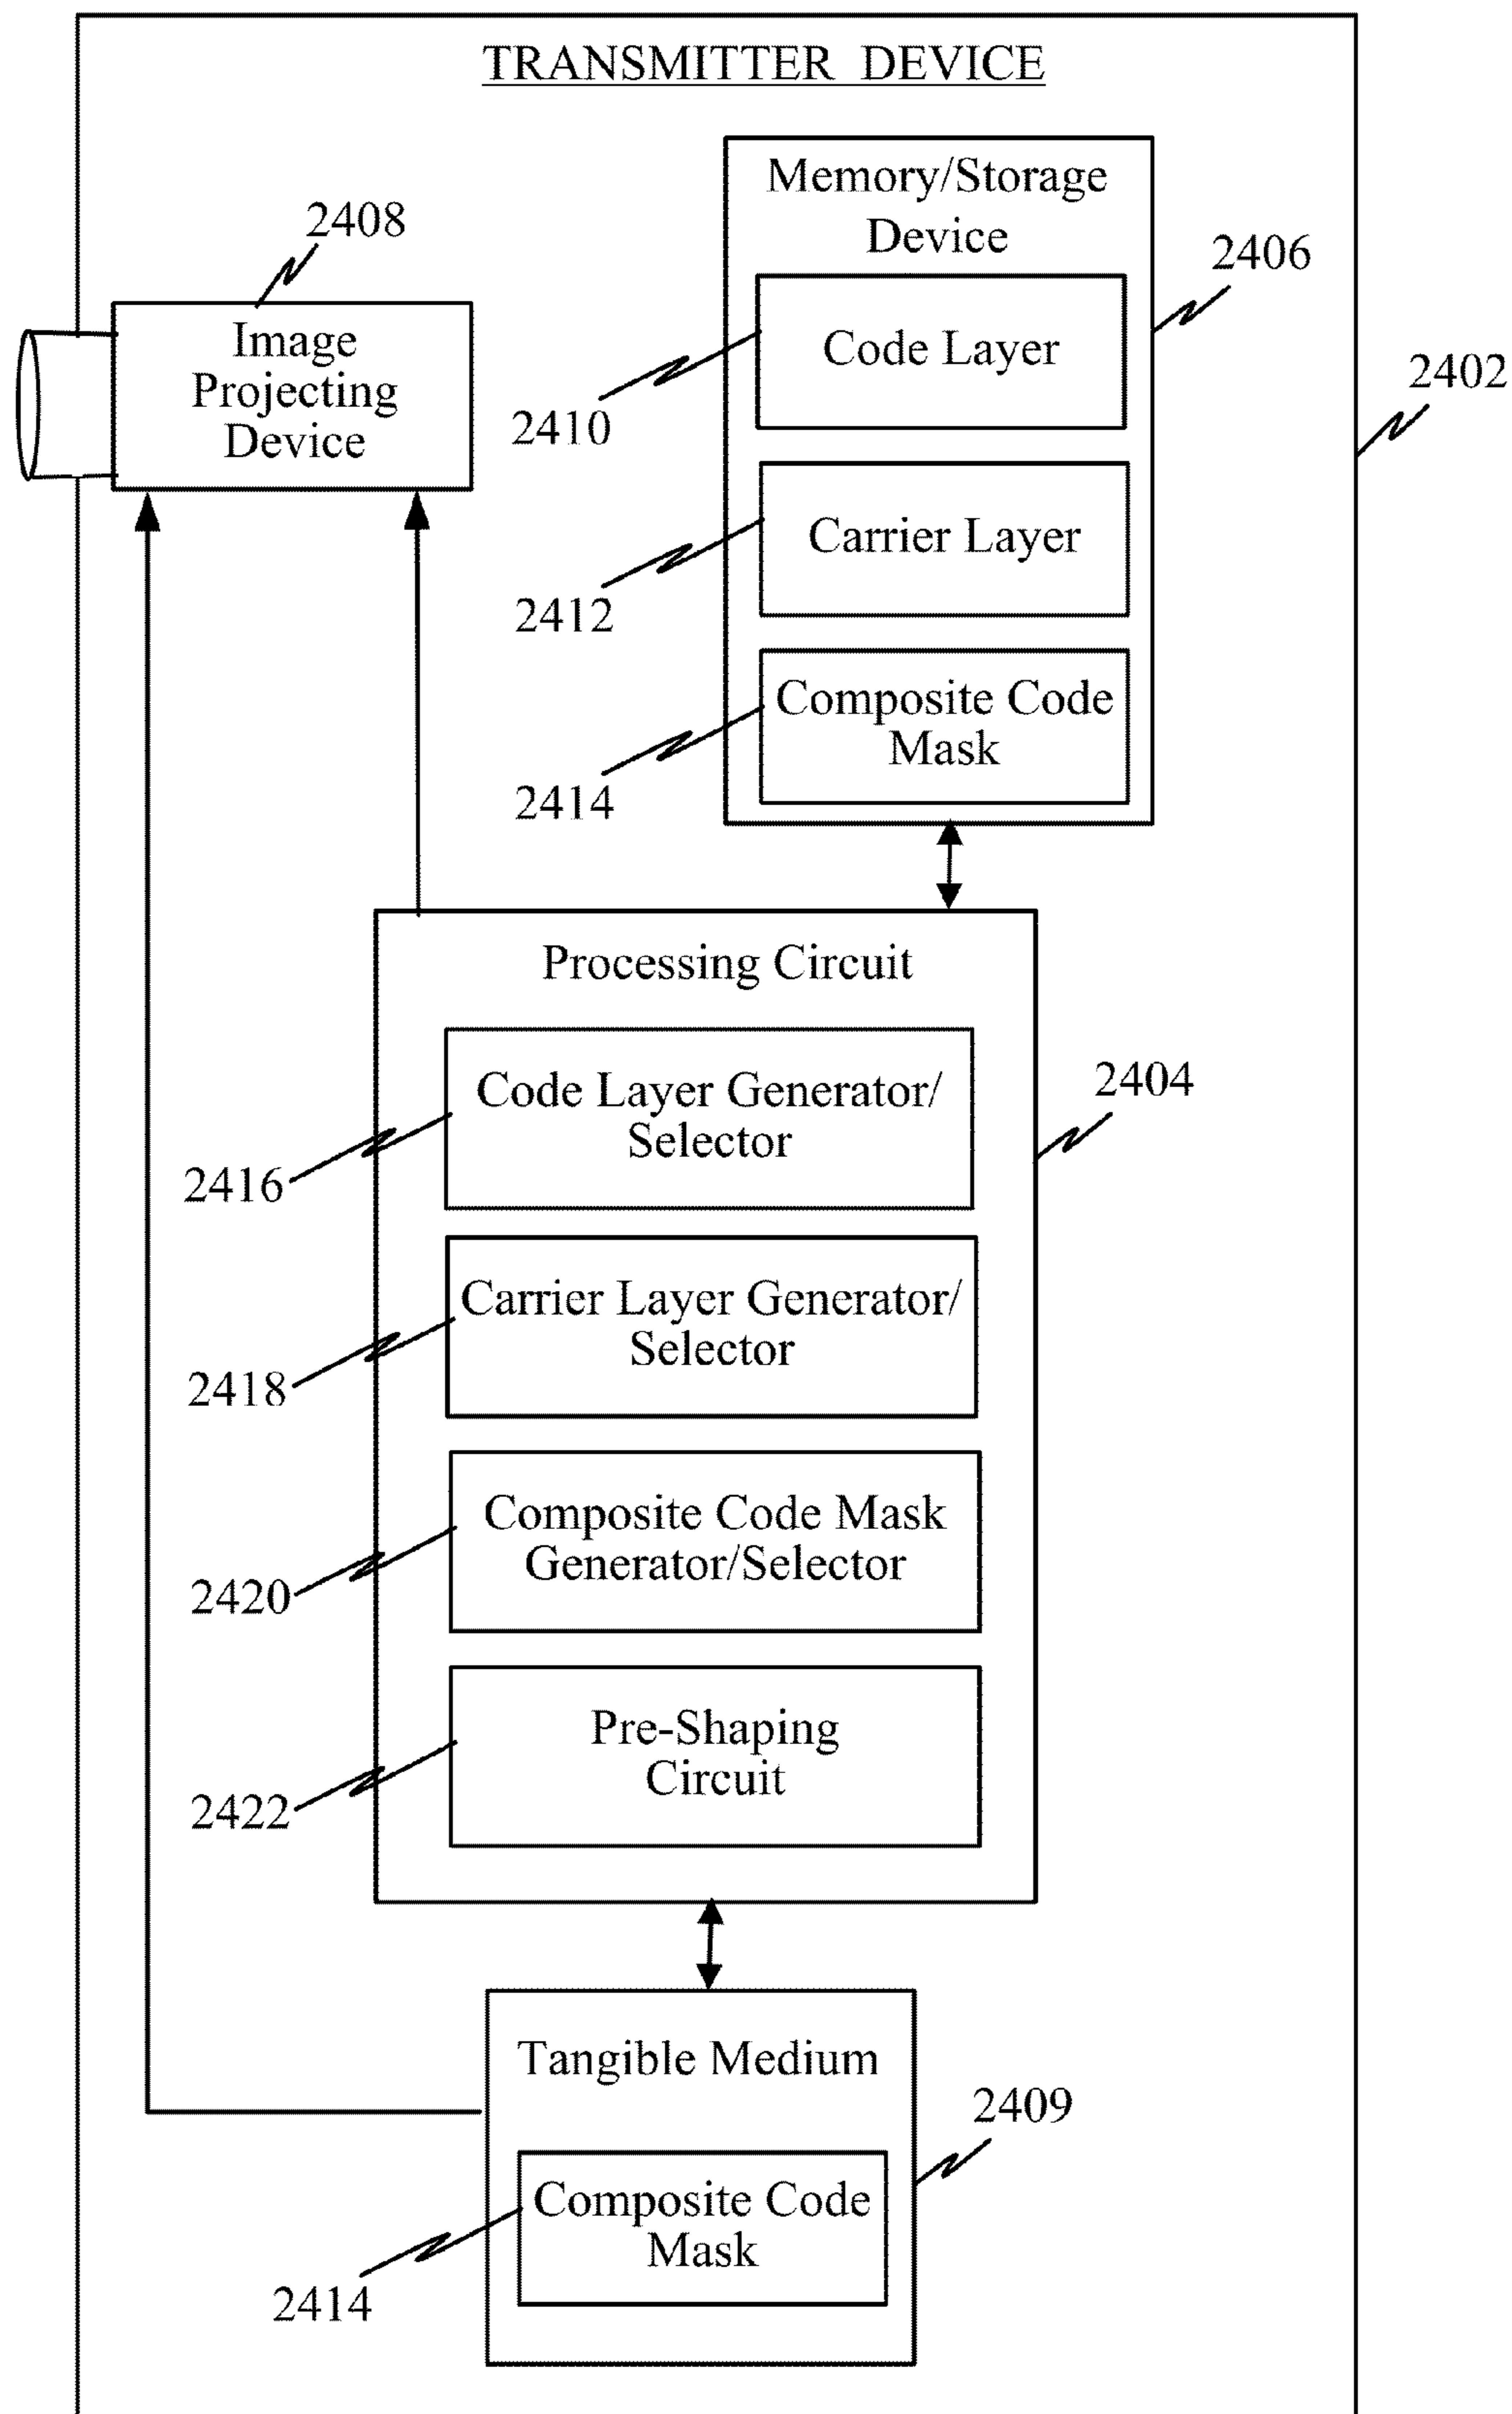 TRANSMITTER DEVICE
Memory/Storage
Device
2408
2406
Image
Projecting
Device
Code Layer
2402
2410
Carrier Layer
2412
Composite Code
Mask
2414
Processing Circuit
2404
Code Layer Generator/
Selector
2416
Carrier Layer Generator/
Selector
2418
Composite Code Mask
Generator/Selector
2420
Pre-Shaping
Circuit
2422
Tangible Medium
2409
Composite Code
Mask
2414